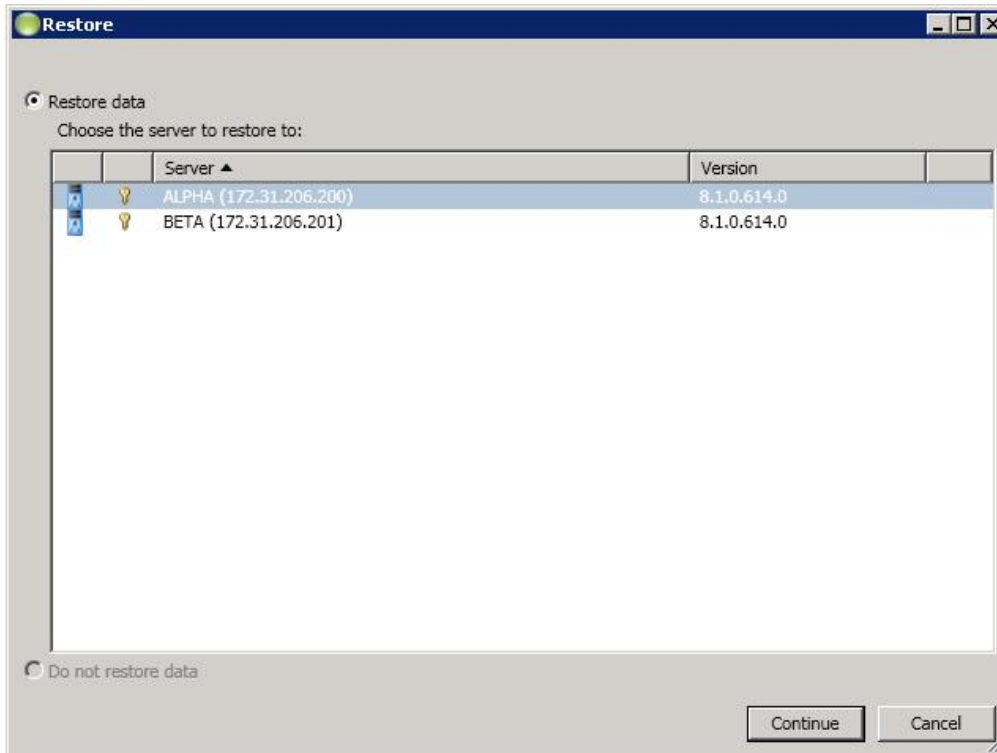 Restore
Restore data
Choose the server to restore to:
Server ▲ Version
ALPHA (172.31.206.200) 8.1.0.614.0
BETA (172.31.206.201) 8.1.0.614.0
Do not restore data
Continue Cancel